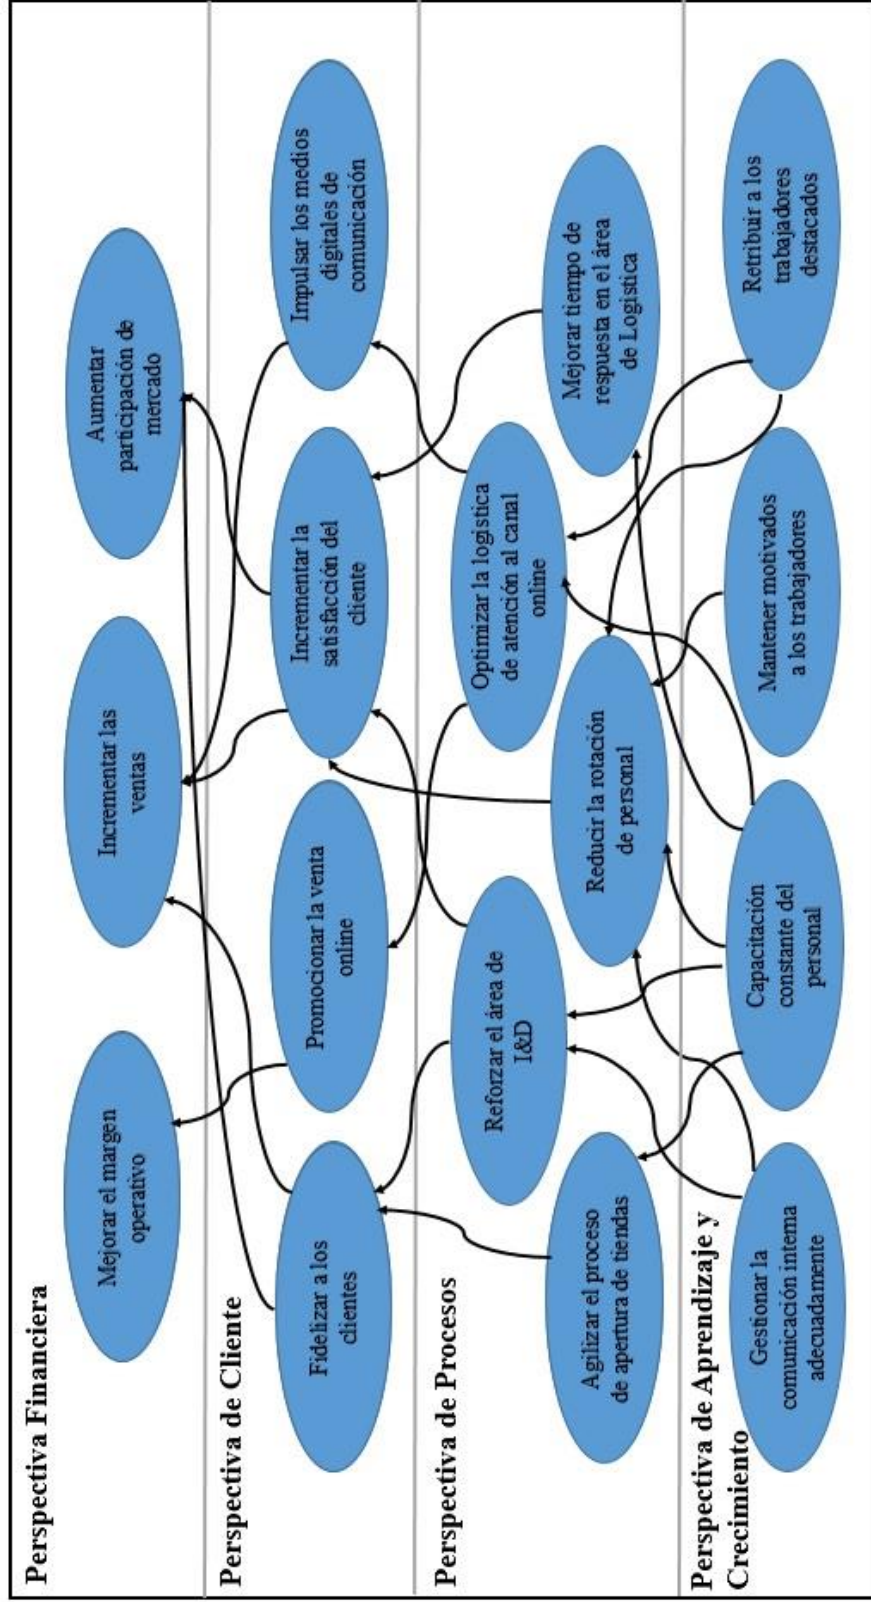 Perspectiva Financiera
Mejorar el margen
operativo
Incrementar las
ventas
Aumentar
participación de
mercado
Perspectiva de Cliente
Fidelizar a los
clientes
Promocionar la venta
online
Incrementar la
satisfacción del
cliente
Impulsar los medios
digitales de
comunicación
Perspectiva de Procesos
Agilizar el proceso
de apertura de tiendas
Reforzar el área de
I&D
Reducir la rotación
de personal
Optimizar la logística
de atención al canal
online
Mejorar tiempo de
respuesta en el área
de Logística
Perspectiva de Aprendizaje y
Crecimiento
Gestionar la
comunicación interna
adecuadamente
Capacitación
constante del
personal
Mantener motivados
a los trabajadores
Retribuir a los
trabajadores
destacados